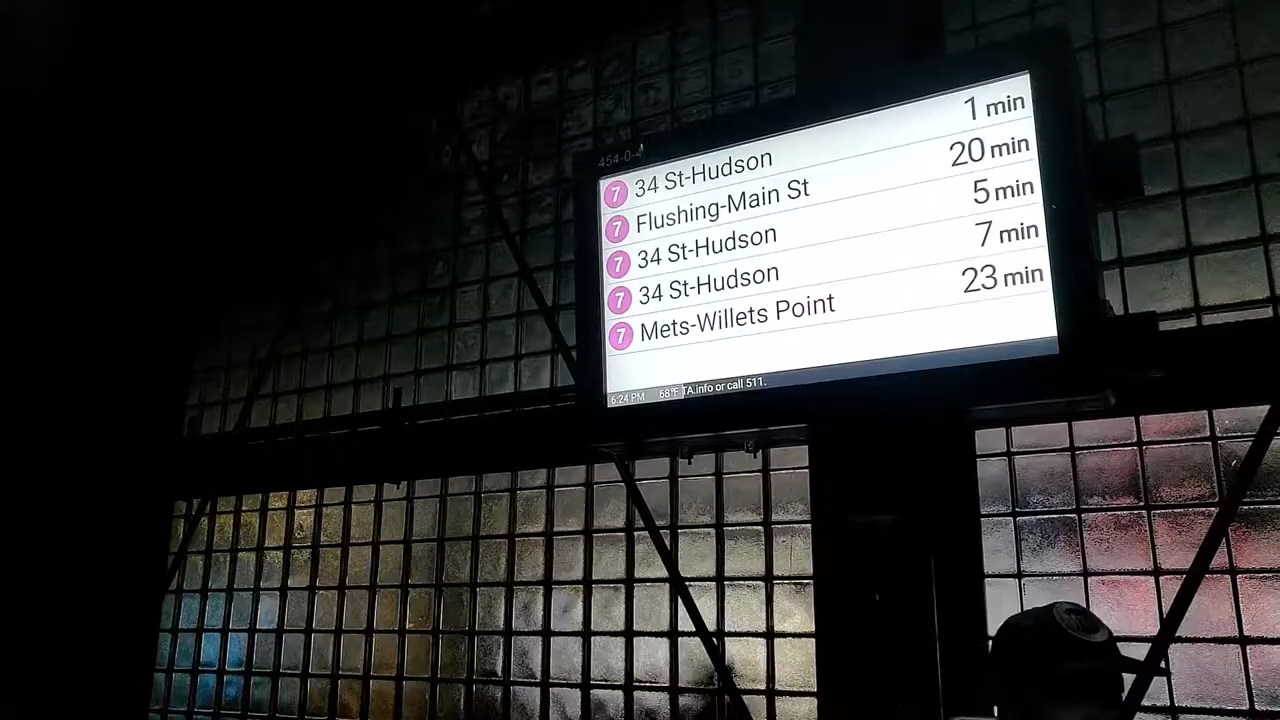 454-0-4
7 34 St-Hudson 1 min
7 Flushing-Main St 20 min
7 34 St-Hudson 5 min
7 34 St-Hudson 7 min
7 Mets-Willets Point 23 min
6:24 PM 68°F TA.info or call 511.